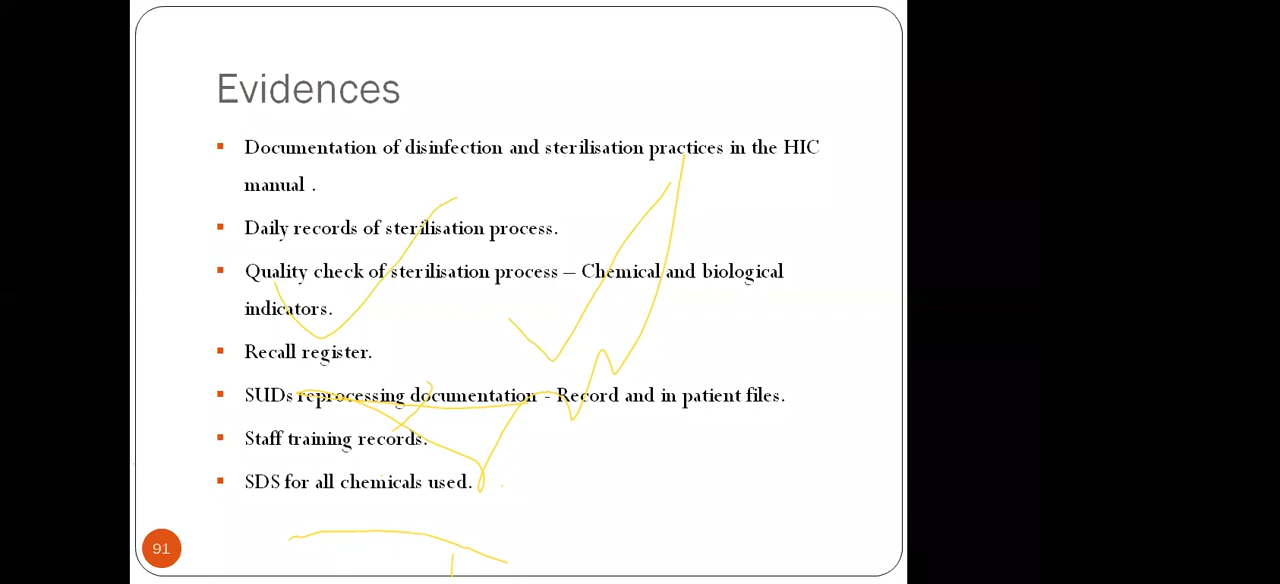 Evidences
Documentation of disinfection and sterilisation practices in the HIC
manual .
Daily records of sterilisation process.
Quality check of sterilisation process – Chemical and biological
indicators.
Recall register.
SUDs reprocessing documentation - Record and in patient files.
Staff training records.
SDS for all chemicals used.
91